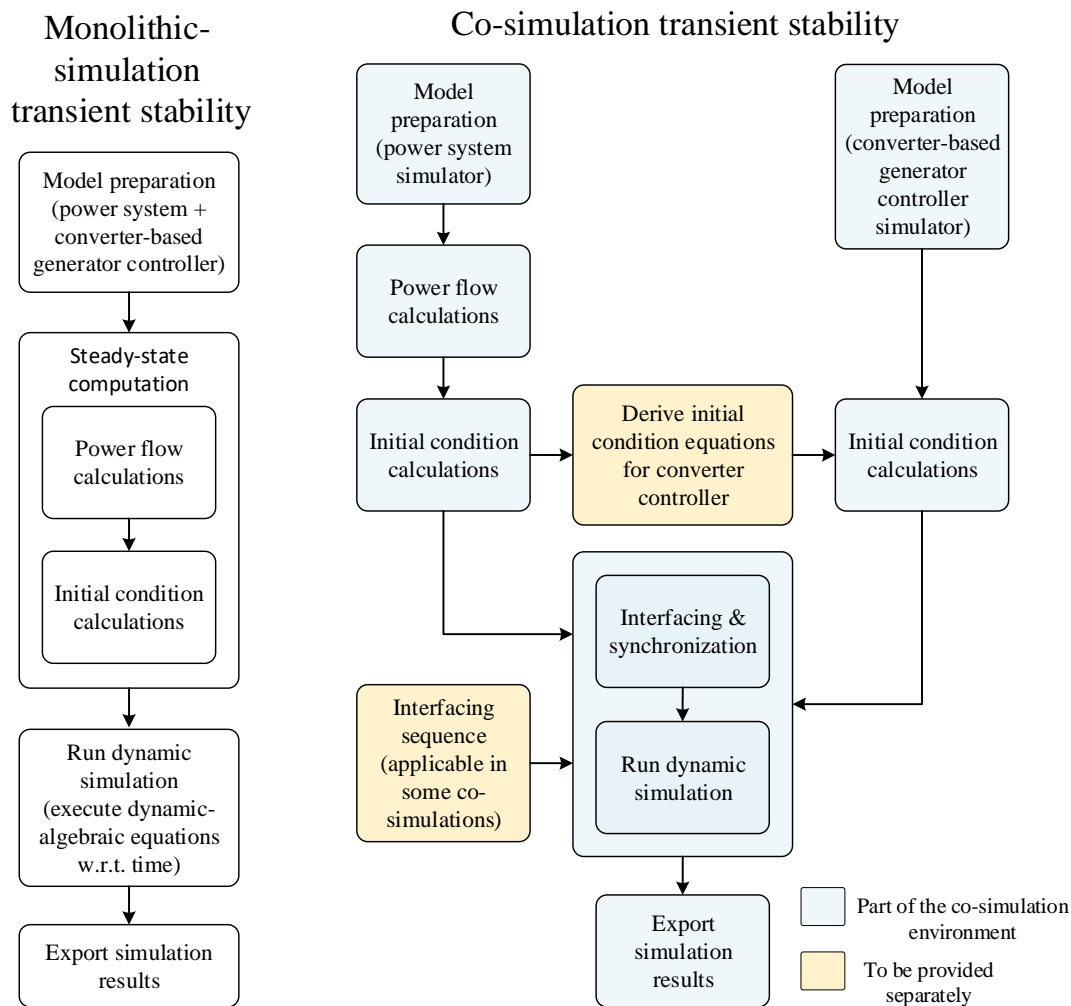 Monolithic-
simulation
transient stability
Model preparation
(power system +
converter-based
generator controller)
Steady-state
computation
Power flow
calculations
Initial condition
calculations
Run dynamic
simulation
(execute dynamic-
algebraic equations
w.r.t. time)
Export simulation
results
Co-simulation transient stability
Model
preparation
(power system
simulator)
Model
preparation
(converter-based
generator
controller
simulator)
Power flow
calculations
Initial condition
calculations
Derive initial
condition equations
for converter
controller
Initial condition
calculations
Interfacing &
synchronization
Interfacing
sequence
(applicable in
some co-
simulations)
Run dynamic
simulation
Export
simulation
results
Part of the co-simulation
environment
To be provided
separately